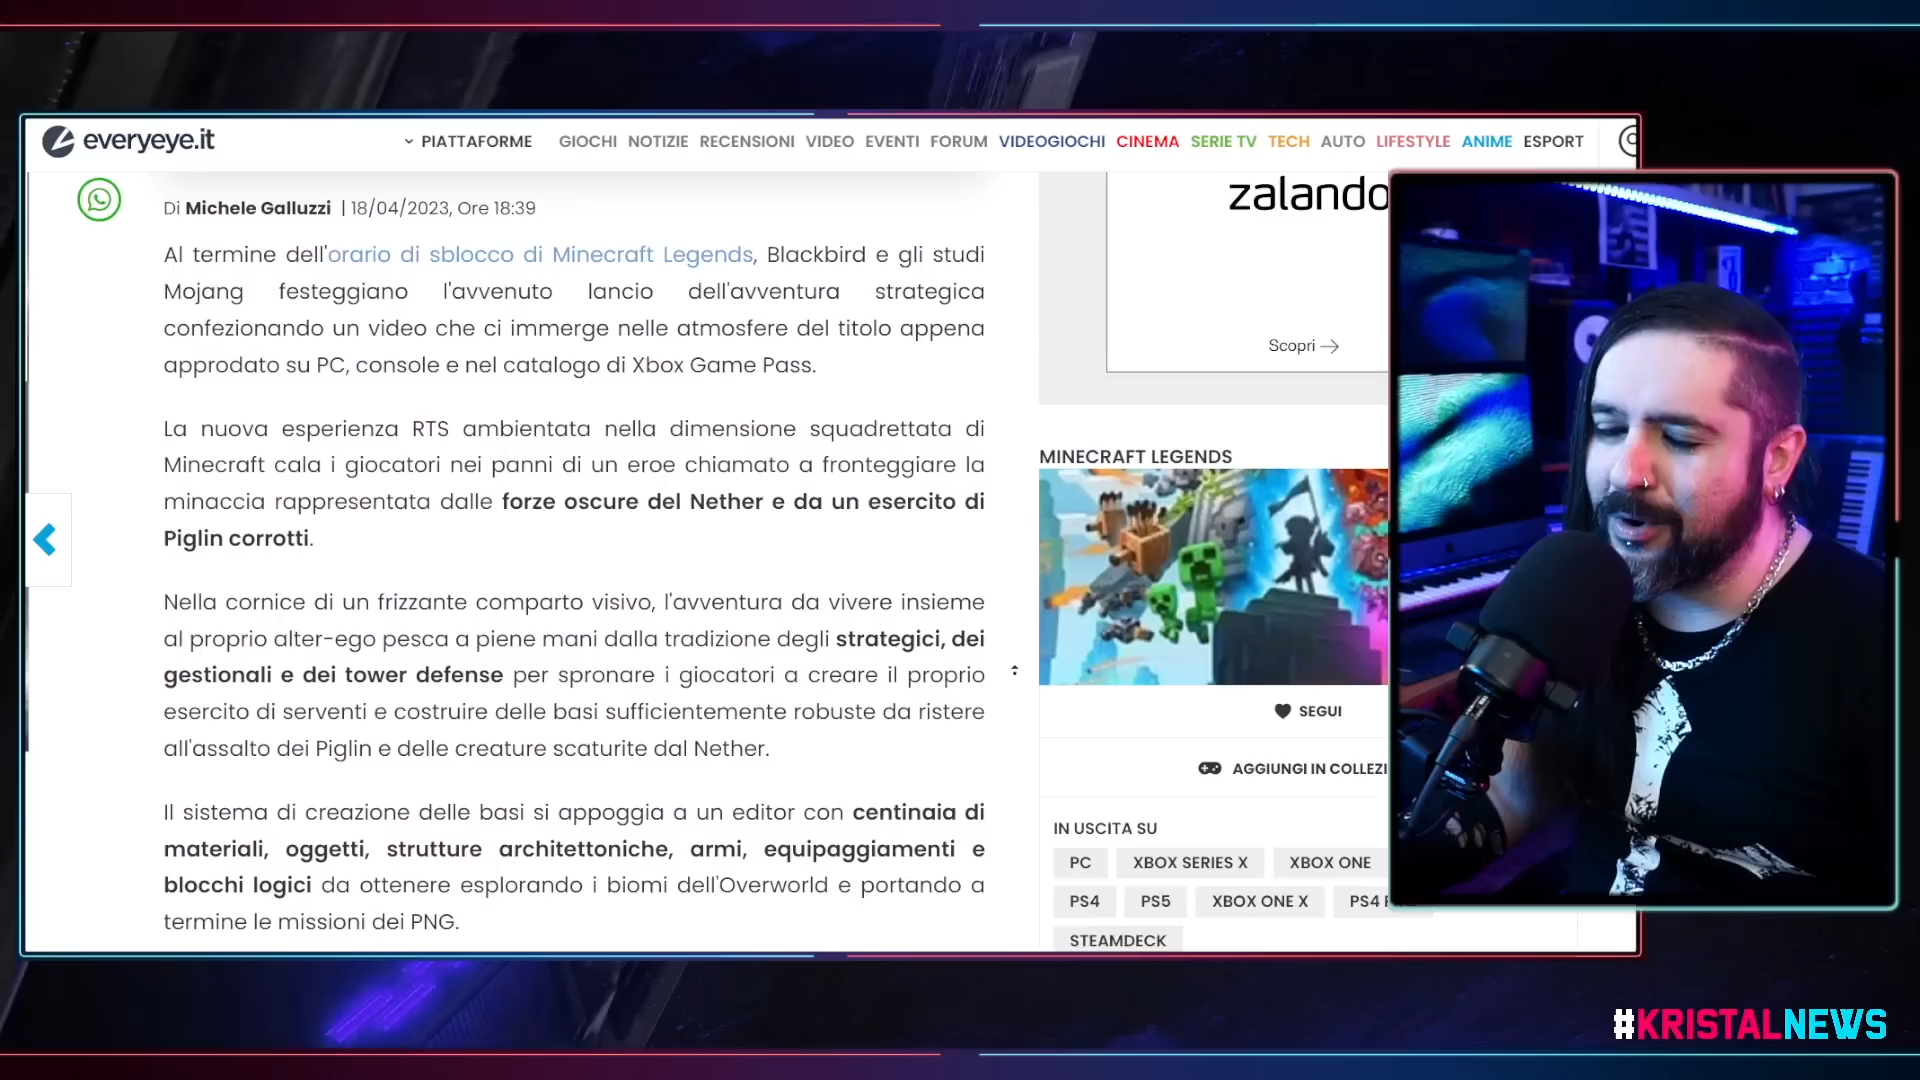 everyeye.it
PIATTAFORME GIOCHI NOTIZIE RECENSIONI VIDEO EVENTI FORUM VIDEOGIOCHI CINEMA SERIE TV TECH AUTO LIFESTYLE ANIME ESPORT
Di Michele Galluzzi | 18/04/2023, Ore 18:39
Al termine dell'orario di sblocco di Minecraft Legends, Blackbird e gli studi
Mojang festeggiano l'avvenuto lancio dell'avventura strategica
confezionando un video che ci immerge nelle atmosfere del titolo appena
approdato su PC, console e nel catalogo di Xbox Game Pass.
La nuova esperienza RTS ambientata nella dimensione squadrettata di
Minecraft cala i giocatori nei panni di un eroe chiamato a fronteggiare la
minaccia rappresentata dalle forze oscure del Nether e da un esercito di
Piglin corrotti.
Nella cornice di un frizzante comparto visivo, l'avventura da vivere insieme
al proprio alter-ego pesca a piene mani dalla tradizione degli strategici, dei
gestionali e dei tower defense per spronare i giocatori a creare il proprio
esercito di serventi e costruire delle basi sufficientemente robuste da ristere
all'assalto dei Piglin e delle creature scaturite dal Nether.
Il sistema di creazione delle basi si appoggia a un editor con centinaia di
materiali, oggetti, strutture architettoniche, armi, equipaggiamenti e
blocchi logici da ottenere esplorando i biomi dell'Overworld e portando a
termine le missioni dei PNG.
zalando
Scopri
MINECRAFT LEGENDS
SEGUI
AGGIUNGI IN COLLEZI
IN USCITA SU
PC XBOX SERIES X XBOX ONE
PS4 PS5 XBOX ONE X PS4
STEAMDECK
#KRISTALNEWS